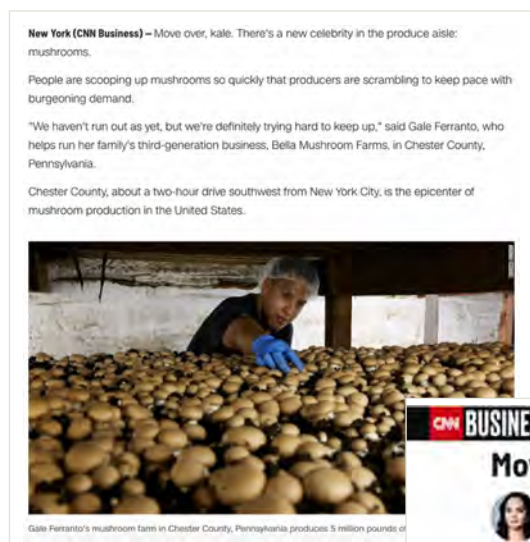 New York (CNN Business) – Move over, kale. There's a new celebrity in the produce aisle:
mushrooms.
People are scooping up mushrooms so quickly that producers are scrambling to keep pace with
burgeoning demand.
"We haven't run out as yet, but we're definitely trying hard to keep up," said Gale Ferranto, who
helps run her family's third-generation business, Bella Mushroom Farms, in Chester County,
Pennsylvania.
Chester County, about a two-hour drive southwest from New York City, is the epicenter of
mushroom production in the United States.
Gale Ferranto's mushroom farm in Chester County, Pennsylvania produces 5 million pounds of
CNN BUSINE
Mo